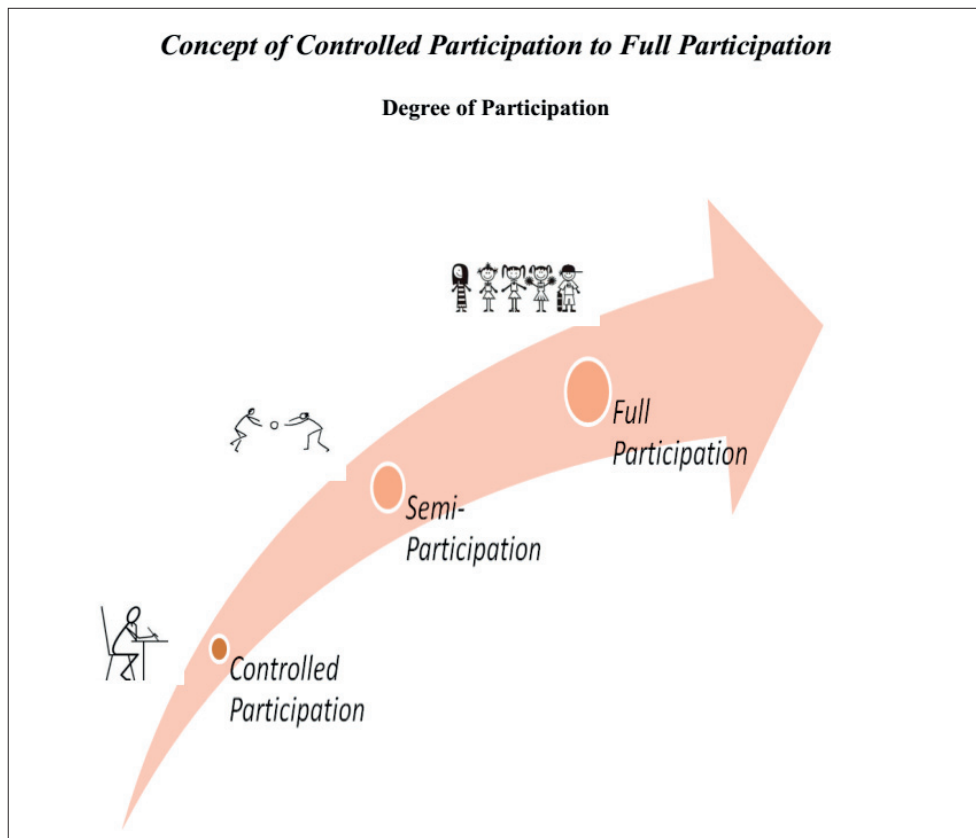 Concept of Controlled Participation to Full Participation
Degree of Participation
Full
Participation
Semi-
Participation
Controlled
Participation